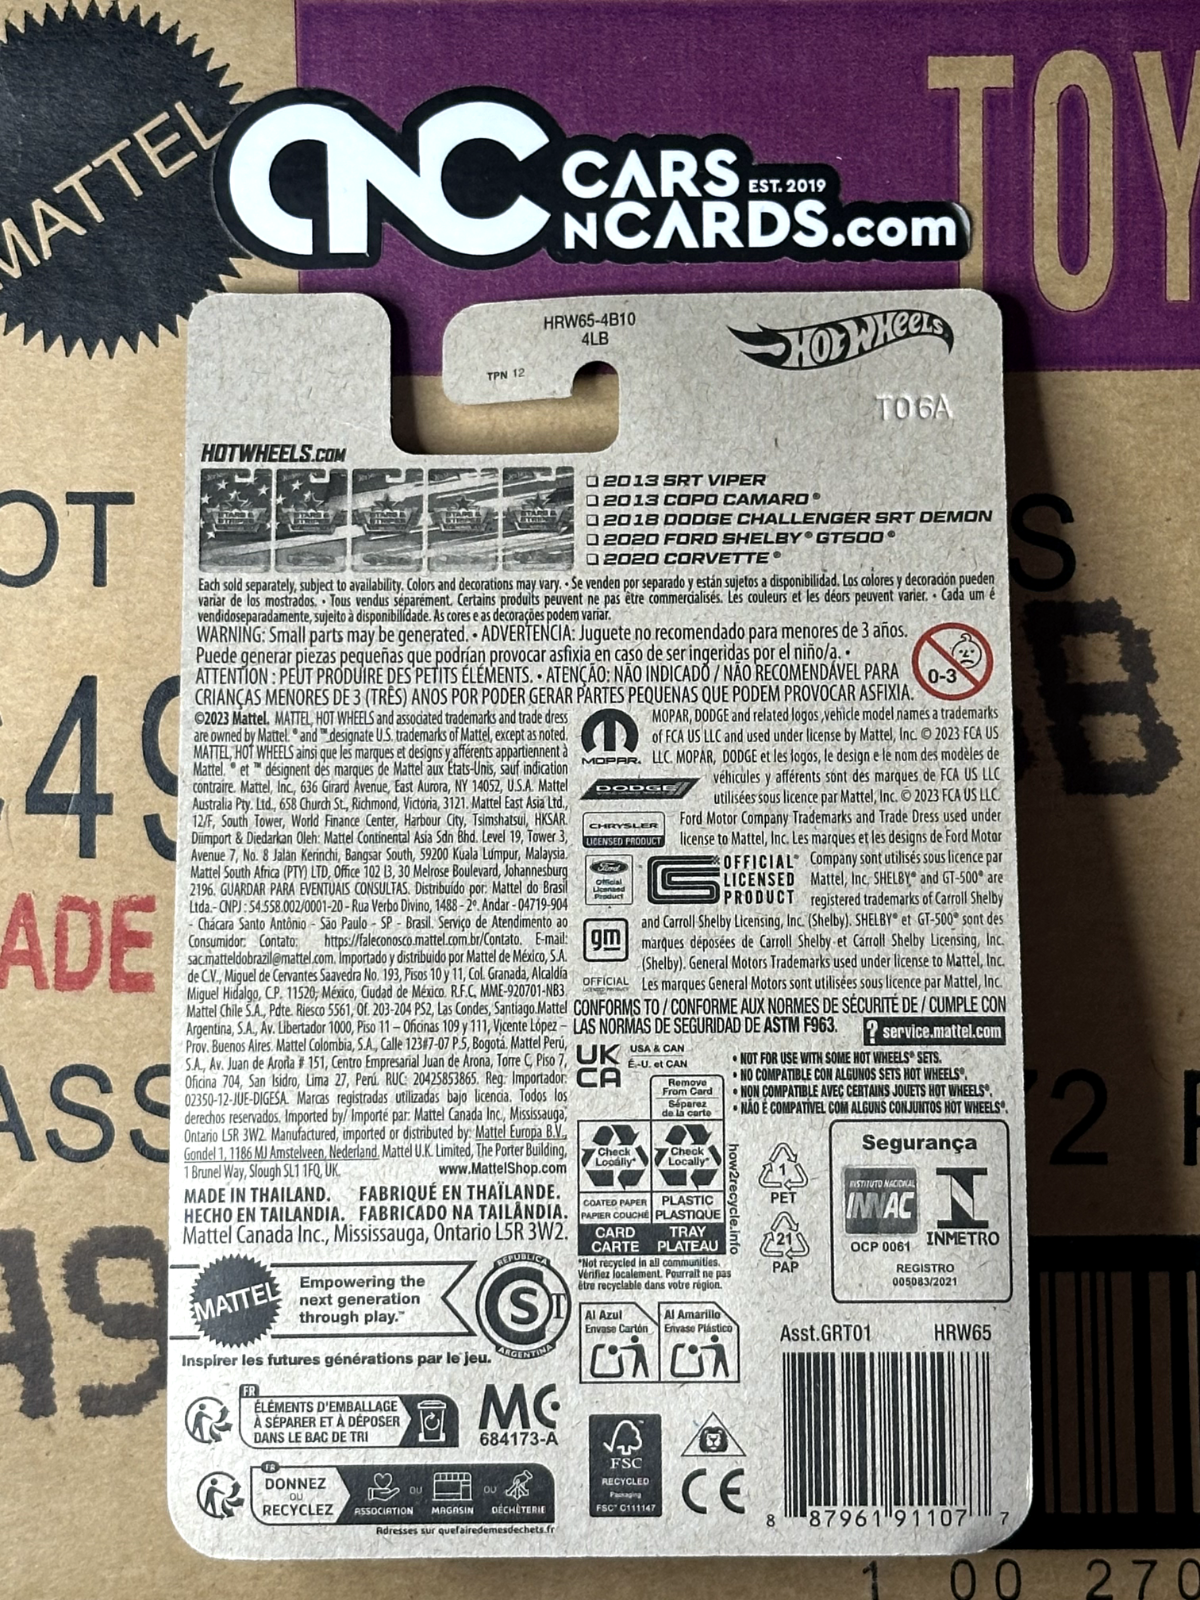 MATTEL
TOY
CNC CARS EST. 2019
NCARDS.com
HRW65-4B10
4LB
TPN 12
HOT WHEELS
T06A
HOTWHEELS.COM
STARS & STRIPES
STARS & STRIPES
STARS & STRIPES
STARS & STRIPES
STARS & STRIPES
2013 SRT VIPER
2013 COPO CAMARO®
2018 DODGE CHALLENGER SRT DEMON
2020 FORD SHELBY® GT500®
2020 CORVETTE®
Each sold separately, subject to availability. Colors and decorations may vary. • Se venden por separado y están sujetos a disponibilidad. Los colores y decoración pueden
variar de los mostrados. • Tous vendus séparément. Certains produits peuvent ne pas être commercialisés. Les couleurs et les déors peuvent varier. • Cada um é
vendidoseparadamente, sujeito à disponibilidade. As cores e as decorações podem variar.
WARNING: Small parts may be generated. • ADVERTENCIA: Juguete no recomendado para menores de 3 años.
Puede generar piezas pequeñas que podrían provocar asfixia en caso de ser ingeridas por el niño/a. •
ATTENTION : PEUT PRODUIRE DES PETITS ÉLÉMENTS. • ATENÇÃO: NÃO INDICADO / NÃO RECOMENDÁVEL PARA
CRIANÇAS MENORES DE 3 (TRÊS) ANOS POR PODER GERAR PARTES PEQUENAS QUE PODEM PROVOCAR ASFIXIA.
0-3
©2023 Mattel. MATTEL, HOT WHEELS and associated trademarks and trade dress
are owned by Mattel. ® and ™ designate U.S. trademarks of Mattel, except as noted.
MATTEL, HOT WHEELS ainsi que les marques et designs y afférents appartiennent à
Mattel. ® et ™ désignent des marques de Mattel aux États-Unis, sauf indication
contraire. Mattel, Inc., 636 Girard Avenue, East Aurora, NY 14052, U.S.A. Mattel
Australia Pty. Ltd., 658 Church St., Richmond, Victoria, 3121. Mattel East Asia Ltd.,
12/F, South Tower, World Finance Center, Harbour City, Tsimshatsui, HKSAR.
Diimport & Diedarkan Oleh: Mattel Continental Asia Sdn Bhd. Level 19, Tower 3,
Avenue 7, No. 8 Jalan Kerinchi, Bangsar South, 59200 Kuala Lumpur, Malaysia.
Mattel South Africa (PTY) LTD, Office 102 I3, 30 Melrose Boulevard, Johannesburg
2196. GUARDAR PARA EVENTUAIS CONSULTAS. Distribuído por: Mattel do Brasil
Ltda.- CNPJ : 54.558.002/0001-20 - Rua Verbo Divino, 1488 - 2º. Andar - 04719-904
- Chácara Santo Antônio - São Paulo - SP - Brasil. Serviço de Atendimento ao
Consumidor: Contato: https://faleconosco.mattel.com.br/Contato. E-mail:
sac.matteldobrazil@mattel.com. Importado y distribuido por Mattel de México, S.A.
de C.V., Miguel de Cervantes Saavedra No. 193, Pisos 10 y 11, Col. Granada, Alcaldía
Miguel Hidalgo, C.P. 11520, México, Ciudad de México. R.F.C. MME-920701-NB3.
Mattel Chile S.A., Pdte. Riesco 5561, Of. 203-204 PS2, Las Condes, Santiago.Mattel
Argentina, S.A., Av. Libertador 1000, Piso 11 – Oficinas 109 y 111, Vicente López –
Prov. Buenos Aires. Mattel Colombia, S.A., Calle 123#7-07 P.5, Bogotá. Mattel Perú,
S.A., Av. Juan de Arona # 151, Centro Empresarial Juan de Arona, Torre C, Piso 7,
Oficina 704, San Isidro, Lima 27, Perú. RUC: 20425853865. Reg. Importador:
02350-12-JUE-DIGESA. Marcas registradas utilizadas bajo licencia. Todos los
derechos reservados. Imported by/ Importé par: Mattel Canada Inc., Mississauga,
Ontario L5R 3W2. Manufactured, imported or distributed by: Mattel Europa B.V.,
Gondel 1, 1186 MJ Amstelveen, Nederland. Mattel U.K. Limited, The Porter Building,
1 Brunel Way, Slough SL1 1FQ, UK. www.MattelShop.com
MADE IN THAILAND. FABRIQUÉ EN THAÏLANDE.
HECHO EN TAILANDIA. FABRICADO NA TAILÂNDIA.
Mattel Canada Inc., Mississauga, Ontario L5R 3W2.
MOPAR.
DODGE
CHRYSLER
LICENSED PRODUCT
Ford
Official
Licensed
Product
OFFICIAL®
LICENSED
PRODUCT
gm
OFFICIAL
LICENSED PRODUCT
MOPAR, DODGE and related logos ,vehicle model names a trademarks
of FCA US LLC and used under license by Mattel, Inc. © 2023 FCA US
LLC. MOPAR, DODGE et les logos, le design e le nom des modèles de
véhicules y afférents sont des marques de FCA US LLC
utilisées sous licence par Mattel, Inc. © 2023 FCA US LLC.
Ford Motor Company Trademarks and Trade Dress used under
license to Mattel, Inc. Les marques et les designs de Ford Motor
Company sont utilisés sous licence par
Mattel, Inc. SHELBY® and GT-500® are
registered trademarks of Carroll Shelby
and Carroll Shelby Licensing, Inc. (Shelby). SHELBY® et GT-500® sont des
marques déposées de Carroll Shelby et Carroll Shelby Licensing, Inc.
(Shelby). General Motors Trademarks used under license to Mattel, Inc.
Les marques General Motors sont utilisées sous licence par Mattel, Inc.
CONFORMS TO / CONFORME AUX NORMES DE SÉCURITÉ DE / CUMPLE CON
LAS NORMAS DE SEGURIDAD DE ASTM F963.
? service.mattel.com
UK
CA
USA & CAN
É.-U. et CAN
• NOT FOR USE WITH SOME HOT WHEELS® SETS.
• NO COMPATIBLE CON ALGUNOS SETS HOT WHEELS®.
• NON COMPATIBLE AVEC CERTAINS JOUETS HOT WHEELS®.
• NÃO É COMPATÍVEL COM ALGUNS CONJUNTOS HOT WHEELS®.
Remove
From Card
Séparez
de la carte
Check
Locally*
Check
Locally*
COATED PAPER
PAPIER COUCHÉ
PLASTIC
PLASTIQUE
CARD
CARTE
TRAY
PLATEAU
how2recycle.info
*Not recycled in all communities.
Vérifiez localement. Pourrait ne pas
être recyclable dans votre région.
1
PET
21
PAP
Segurança
INSTITUTO NACIONAL
INNAC
OCP 0061
INMETRO
REGISTRO
005083/2021
MATTEL
Empowering the
next generation
through play.™
Inspirer les futures générations par le jeu.
REPUBLICA
S
T
ARGENTINA
Al Azul
Envase Cartón
Al Amarillo
Envase Plástico
Asst.GRT01 HRW65
FR
ÉLÉMENTS D'EMBALLAGE
À SÉPARER ET À DÉPOSER
DANS LE BAC DE TRI
MC
684173-A
FR
DONNEZ
OU
RECYCLEZ
ASSOCIATION
OU
MAGASIN
OU
DÉCHÈTERIE
Adresses sur quefairedemesdechets.fr
FSC
RECYCLED
Packaging
FSC® C111147
CE
8 87961 91107 7
OT
S
49
B
ADE
ASS
72
AS
1 00 270